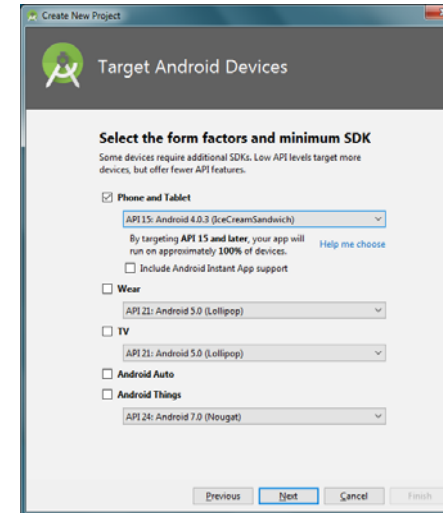 Create New Project
Target Android Devices
Select the form factors and minimum SDK
Some devices require additional SDKs. Low API levels target more
devices, but offer fewer API features.
Phone and Tablet
API 15: Android 4.0.3 (IceCreamSandwich)
By targeting API 15 and later, your app will
run on approximately 100% of devices.
Help me choose
Include Android Instant App support
Wear
API 21: Android 5.0 (Lollipop)
TV
API 21: Android 5.0 (Lollipop)
Android Auto
Android Things
API 24: Android 7.0 (Nougat)
Previous Next Cancel Finish